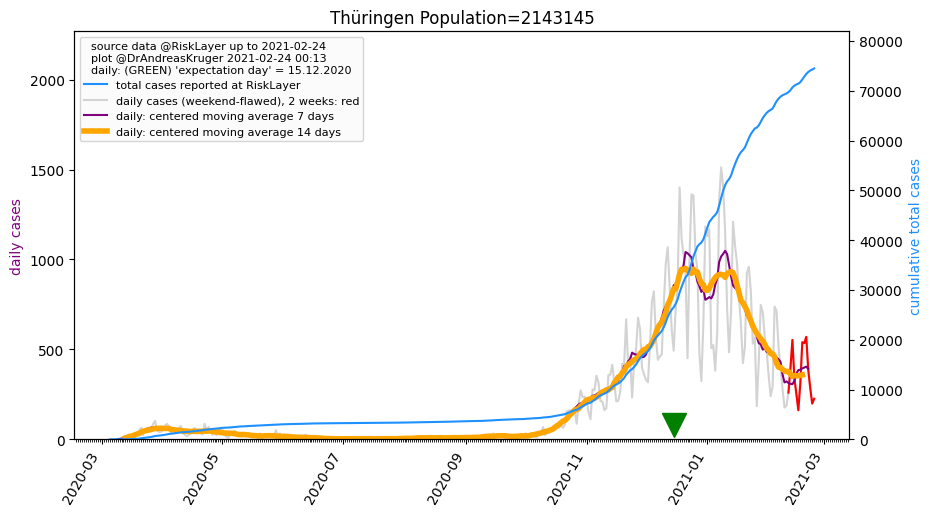 Thüringen Population=2143145
source data @RiskLayer up to 2021-02-24
plot @DrAndreasKruger 2021-02-24 00:13
daily: (GREEN) 'expectation day' = 15.12.2020
total cases reported at RiskLayer
daily cases (weekend-flawed), 2 weeks: red
daily: centered moving average 7 days
daily: centered moving average 14 days
daily cases
2000
1500
1000
500
0
80000
70000
60000
50000
40000
30000
20000
10000
0
cumulative total cases
2020-03
2020-05
2020-07
2020-09
2020-11
2021-01
2021-03